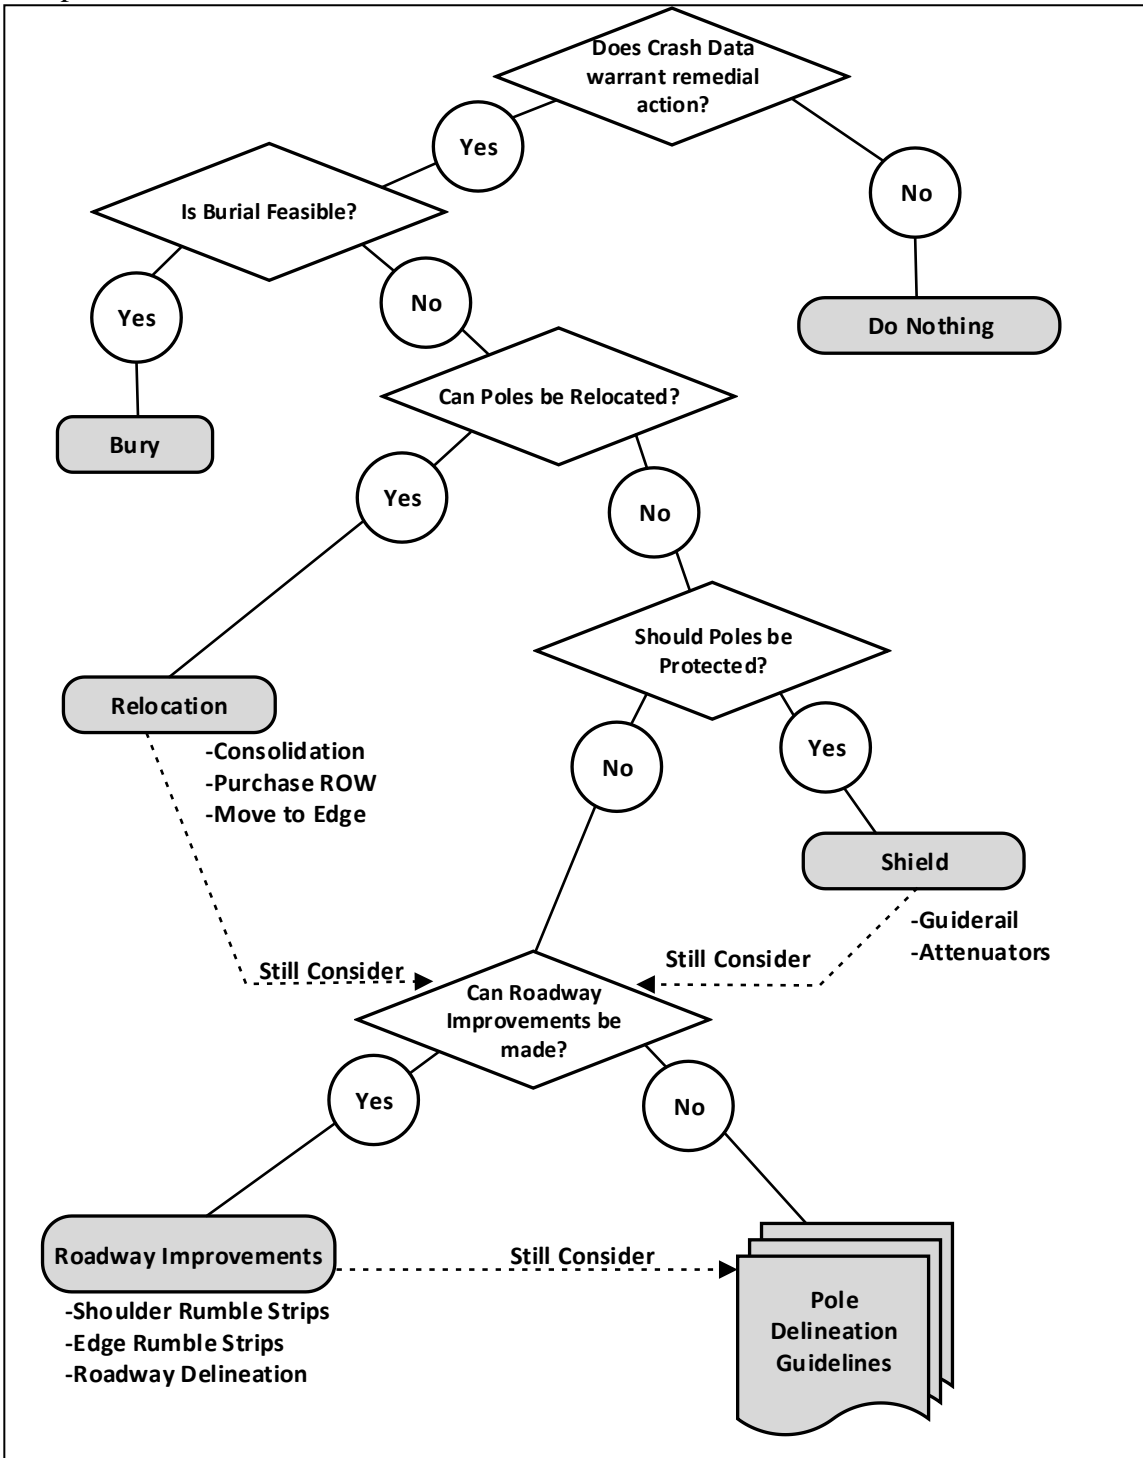 Does Crash Data
warrant remedial
action?
Yes
No
Is Burial Feasible?
Yes
No
Do Nothing
Can Poles be Relocated?
Bury
Yes
No
Should Poles be
Protected?
Relocation
-Consolidation
-Purchase ROW
-Move to Edge
No
Yes
Shield
-Guiderail
-Attenuators
Still Consider
Still Consider
Can Roadway
Improvements be
made?
Yes
No
Roadway Improvements
Still Consider
-Shoulder Rumble Strips
-Edge Rumble Strips
-Roadway Delineation
Pole
Delineation
Guidelines